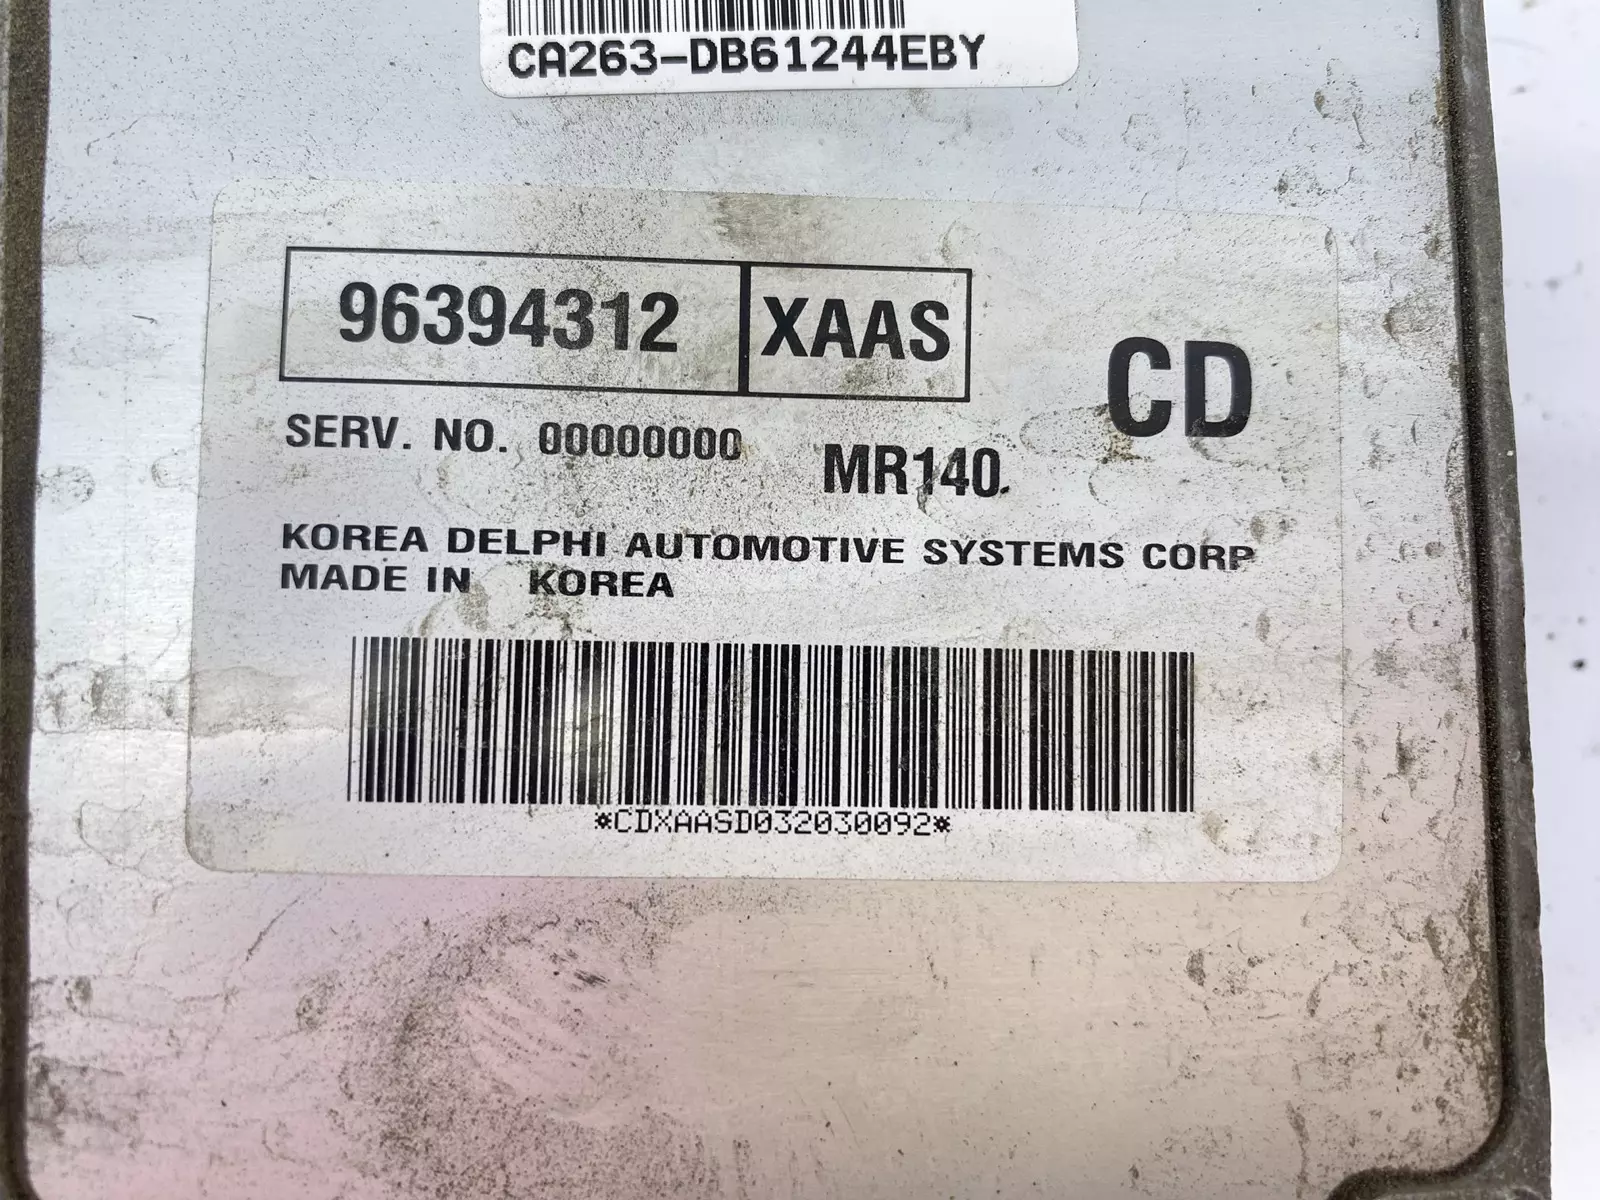 CA263-DB61244EBY
96394312 XAAS
CD
SERV. NO. 00000000 MR140.
KOREA DELPHI AUTOMOTIVE SYSTEMS CORP
MADE IN KOREA
*CDXAASD032030092*